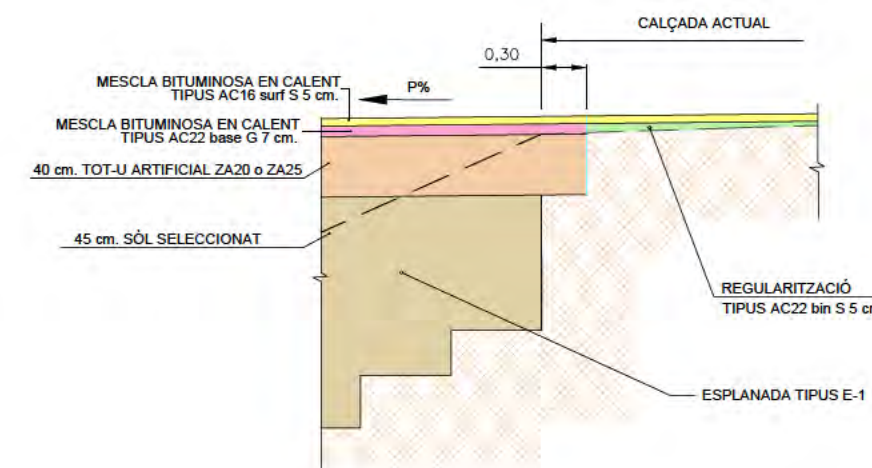 CALÇADA ACTUAL
0,30
MESCLA BITUMINOSA EN CALENT
TIPUS AC16 surf S 5 cm.
P%
MESCLA BITUMINOSA EN CALENT
TIPUS AC22 base G 7 cm.
40 cm. TOT-U ARTIFICIAL ZA20 o ZA25
45 cm. SÒL SELECCIONAT
REGULARITZACIÓ
TIPUS AC22 bin S 5 cm
ESPLANADA TIPUS E-1